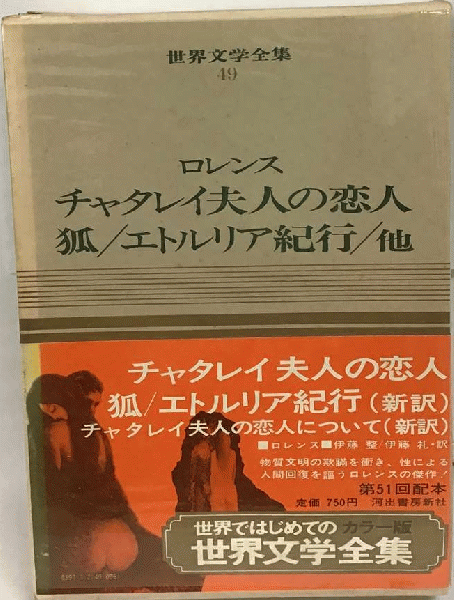 世界文学全集
49
ロレンス
チャタレイ夫人の恋人
狐/エトルリア紀行/他
チャタレイ夫人の恋人
狐/エトルリア紀行(新訳)
チャタレイ夫人の恋人について(新訳)
■ロレンス■伊藤 整/伊藤 礼・訳
物質文明の欺瞞を衝き、性による
人間回復を謳うロレンスの傑作!
第51回配本
定価 750円 河出書房新社
世界ではじめての カラー版
世界文学全集